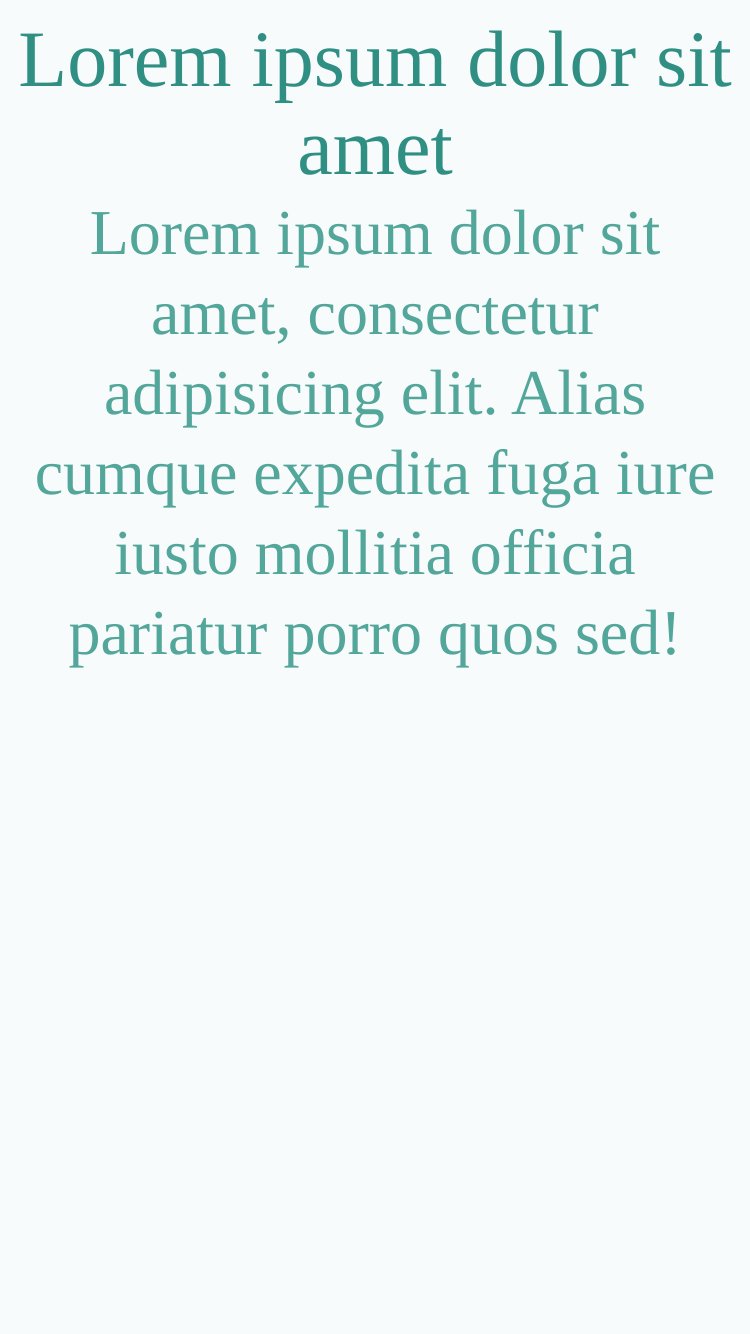 Lorem ipsum dolor sit
amet
Lorem ipsum dolor sit
amet, consectetur
adipisicing elit. Alias
cumque expedita fuga iure
iusto mollitia officia
pariatur porro quos sed!